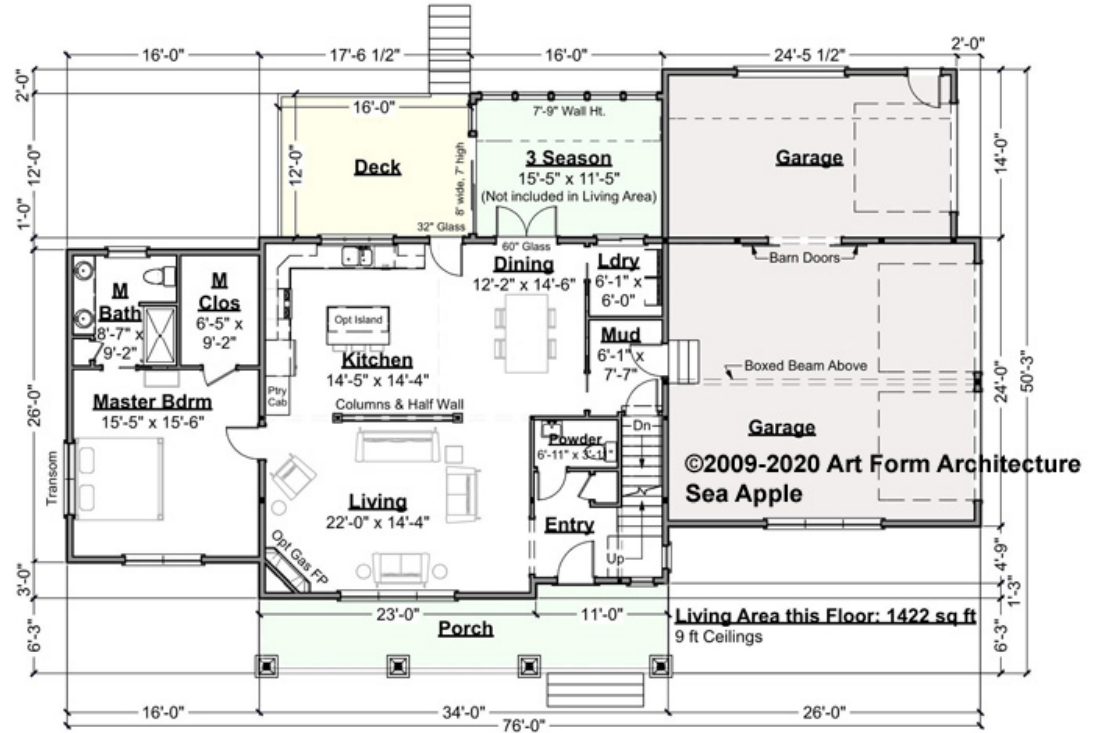 2'-0"
16'-0"
17'-6 1/2"
16'-0"
24'-5 1/2"
2'-0"
16'-0"
7'-9" Wall Ht.
12'-0"
12'-0"
Deck
8' wide, 7' high
3 Season
15'-5" x 11'-5"
(Not included in Living Area)
Garage
14'-0"
1'-0"
32" Glass
60" Glass
Barn Doors
M
Bath
8'-7" x
9'-2"
M
Clos
6'-5" x
9'-2"
Dining
12'-2" x 14'-6"
Ldry
6'-1" x
6'-0"
Opt Island
Kitchen
14'-5" x 14'-4"
Mud
6'-1" x
7'-7"
Boxed Beam Above
24'-0"
50'-3"
26'-0"
Master Bdrm
15'-5" x 15'-6"
Ptry
Cab
Columns & Half Wall
Dn
Powder
6'-11" x 3'-11"
Garage
©2009-2020 Art Form Architecture
Sea Apple
Transom
Living
22'-0" x 14'-4"
Entry
Opt Gas FP
Up
4'-9"
3'-0"
1'-3"
23'-0"
11'-0"
Living Area this Floor: 1422 sq ft
9 ft Ceilings
Porch
6'-3"
6'-3"
16'-0"
34'-0"
26'-0"
76'-0"